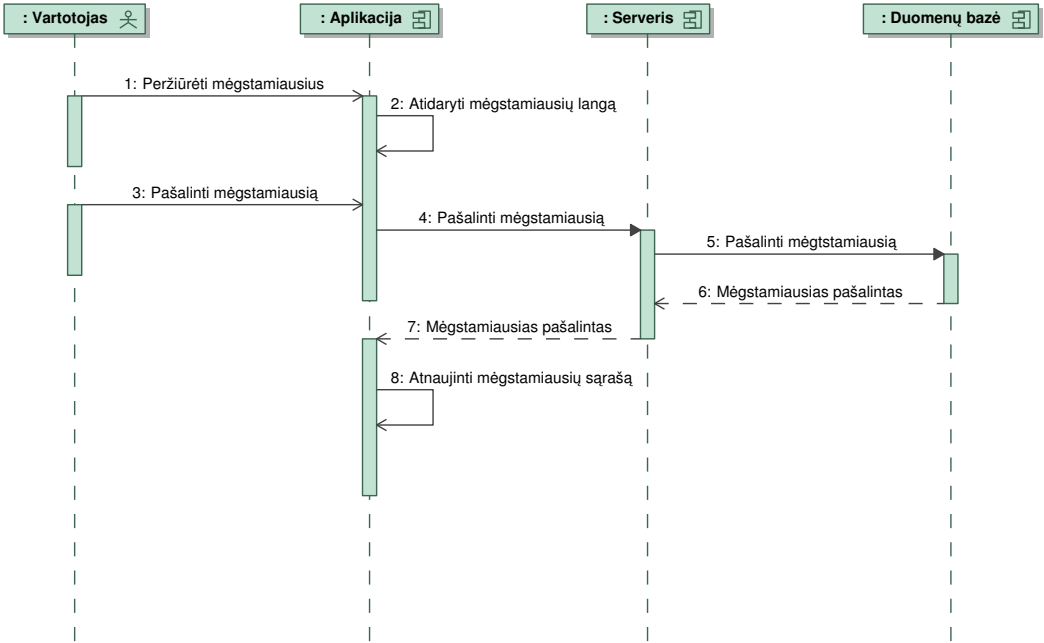 : Vartotojas
: Aplikacija
: Serveris
: Duomenų bazė
1: Peržiūrėti mėgstamiausius
2: Atidaryti mėgstamiausių langą
3: Pašalinti mėgstamiausią
4: Pašalinti mėgstamiausią
5: Pašalinti mėgtstamiausią
6: Mėgstamiausias pašalintas
7: Mėgstamiausias pašalintas
8: Atnaujinti mėgstamiausių sąrašą